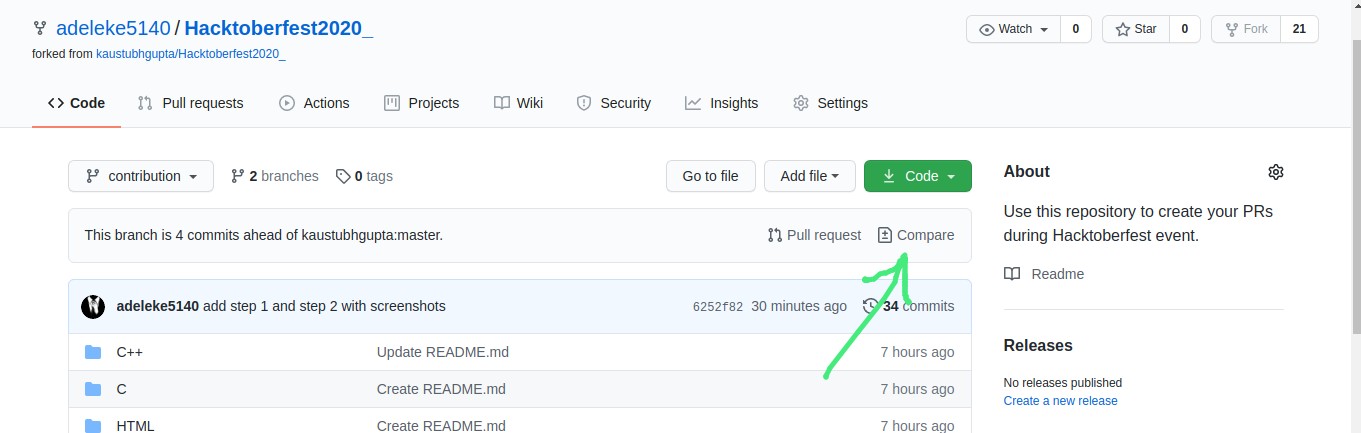 adeleke5140 / Hacktoberfest2020_
Watch 0 Star 0 Fork 21
forked from kaustubhgupta/Hacktoberfest2020_
Code Pull requests Actions Projects Wiki Security Insights Settings
contribution 2 branches 0 tags Go to file Add file Code
This branch is 4 commits ahead of kaustubhgupta:master. Pull request Compare
adeleke5140 add step 1 and step 2 with screenshots 6252f82 30 minutes ago 34 commits
C++ Update README.md 7 hours ago
C Create README.md 7 hours ago
HTML Create README.md 7 hours ago
About
Use this repository to create your PRs
during Hacktoberfest event.
Readme
Releases
No releases published
Create a new release